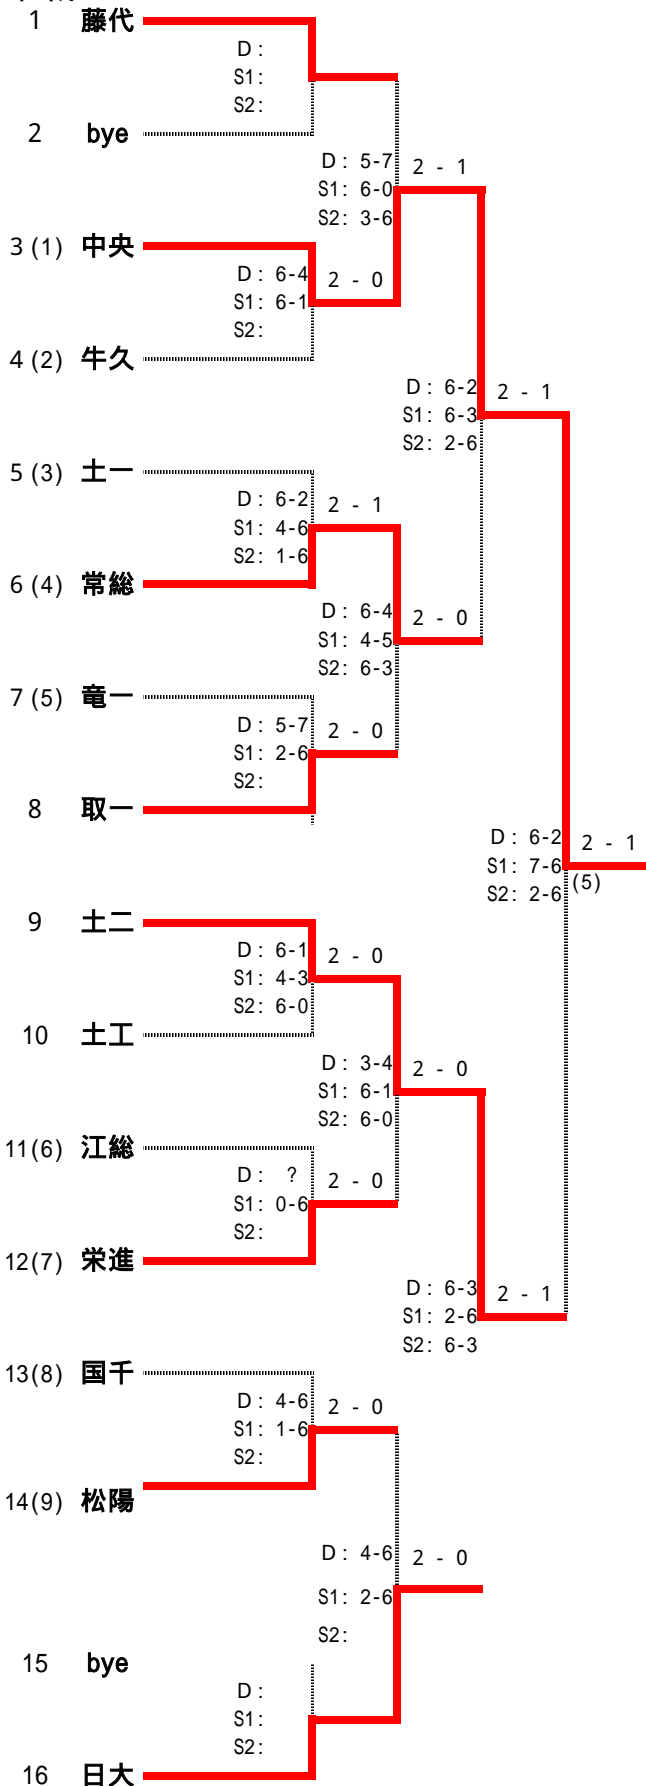 1 藤代
D :
S1:
S2:
2 bye
D : 5-7 2 - 1
S1: 6-0
S2: 3-6
3 (1) 中央
D : 6-4 2 - 0
S1: 6-1
S2:
4 (2) 牛久
D : 6-2 2 - 1
S1: 6-3
S2: 2-6
5 (3) 土一
D : 6-2 2 - 1
S1: 4-6
S2: 1-6
6 (4) 常総
D : 6-4 2 - 0
S1: 4-5
S2: 6-3
7 (5) 竜一
D : 5-7 2 - 0
S1: 2-6
S2:
8 取一
D : 6-2 2 - 1
S1: 7-6 (5)
S2: 2-6
9 土二
D : 6-1 2 - 0
S1: 4-3
S2: 6-0
10 土工
D : 3-4 2 - 0
S1: 6-1
S2: 6-0
11(6) 江総
D : ? 2 - 0
S1: 0-6
S2:
12(7) 栄進
D : 6-3 2 - 1
S1: 2-6
S2: 6-3
13(8) 国千
D : 4-6 2 - 0
S1: 1-6
S2:
14(9) 松陽
D : 4-6 2 - 0
S1: 2-6
S2:
15 bye
D :
S1:
S2:
16 日大